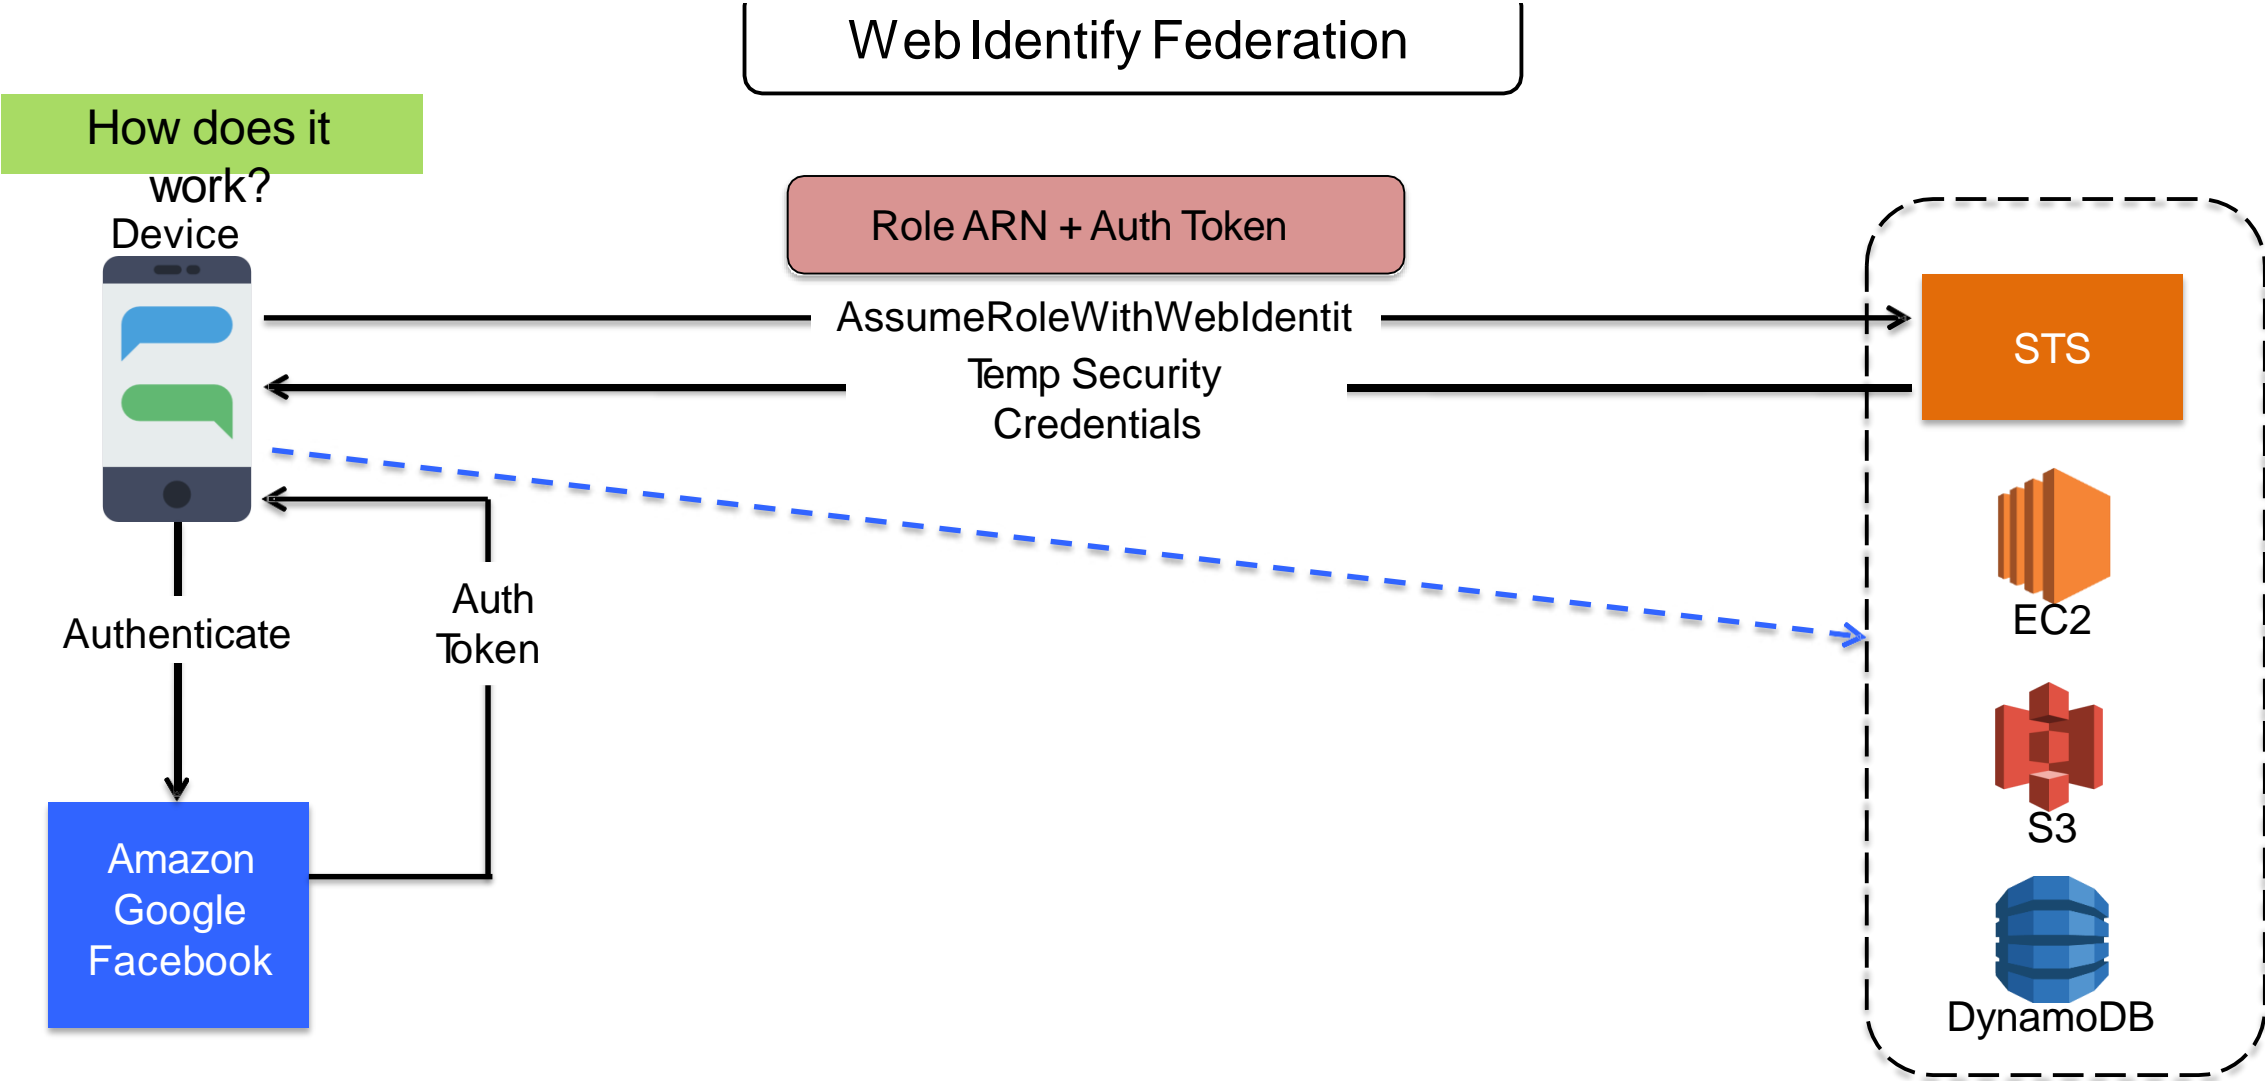 Web Identify Federation
How does it
work?
Device
Role ARN + Auth Token
AssumeRoleWithWebIdentit
STS
Temp Security
Credentials
EC2
Auth
Token
Authenticate
S3
Amazon
Google
Facebook
DynamoDB